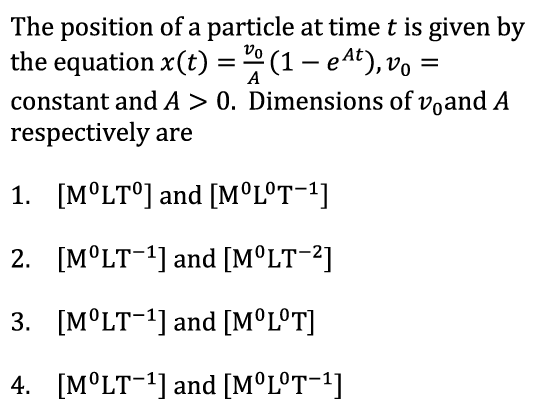 The position of a particle at time t is given by
the equation x(t) = v₀/A (1 − eᴬᵗ), v₀ =
constant and A > 0. Dimensions of v₀and A
respectively are
1. [M⁰LT⁰] and [M⁰L⁰T⁻¹]
2. [M⁰LT⁻¹] and [M⁰LT⁻²]
3. [M⁰LT⁻¹] and [M⁰L⁰T]
4. [M⁰LT⁻¹] and [M⁰L⁰T⁻¹]